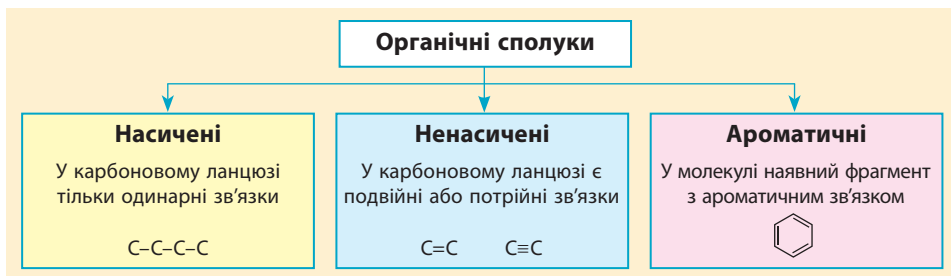 Органічні сполуки
Насичені
У карбоновому ланцюзі
тільки одинарні зв'язки
C–C–C–C
Ненасичені
У карбоновому ланцюзі є
подвійні або потрійні зв'язки
C=C C≡C
Ароматичні
У молекулі наявний фрагмент
з ароматичним зв'язком